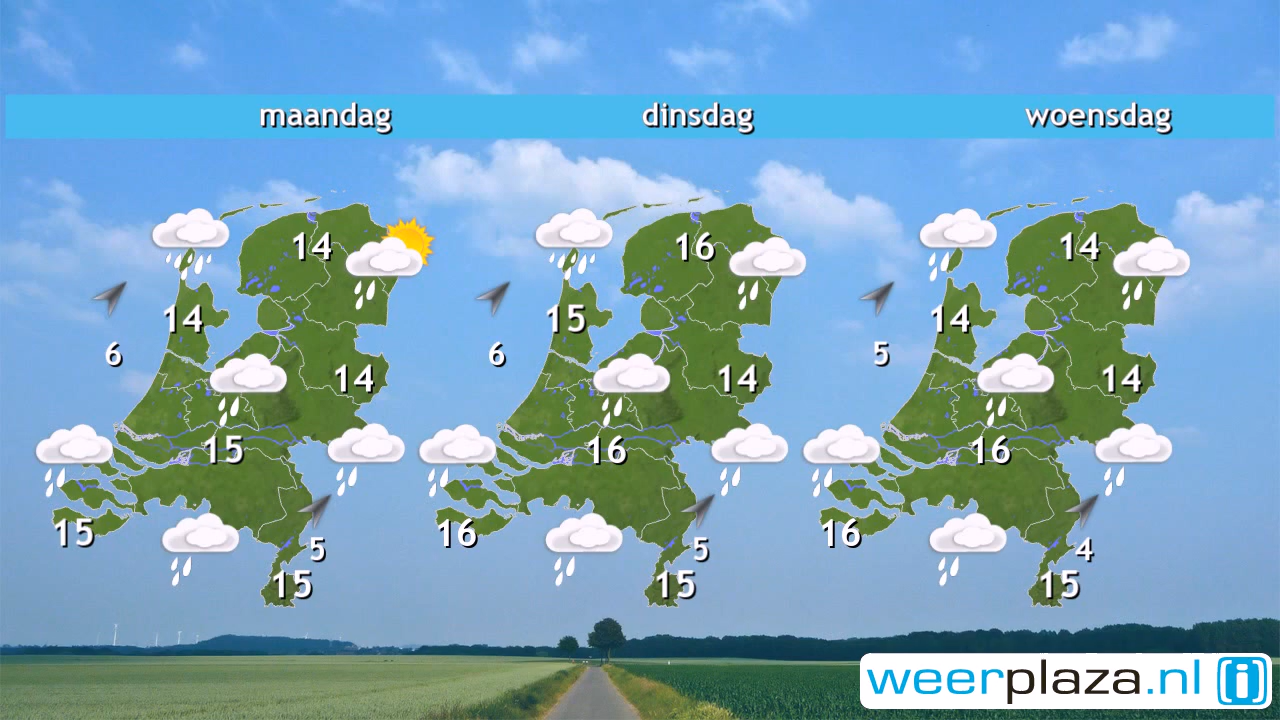 maandag dinsdag woensdag
14 16 14
14 15 14
6 6 5
14 14 14
15 16 16
15 16 16
5 5 4
15 15 15
weerplaza.nl i